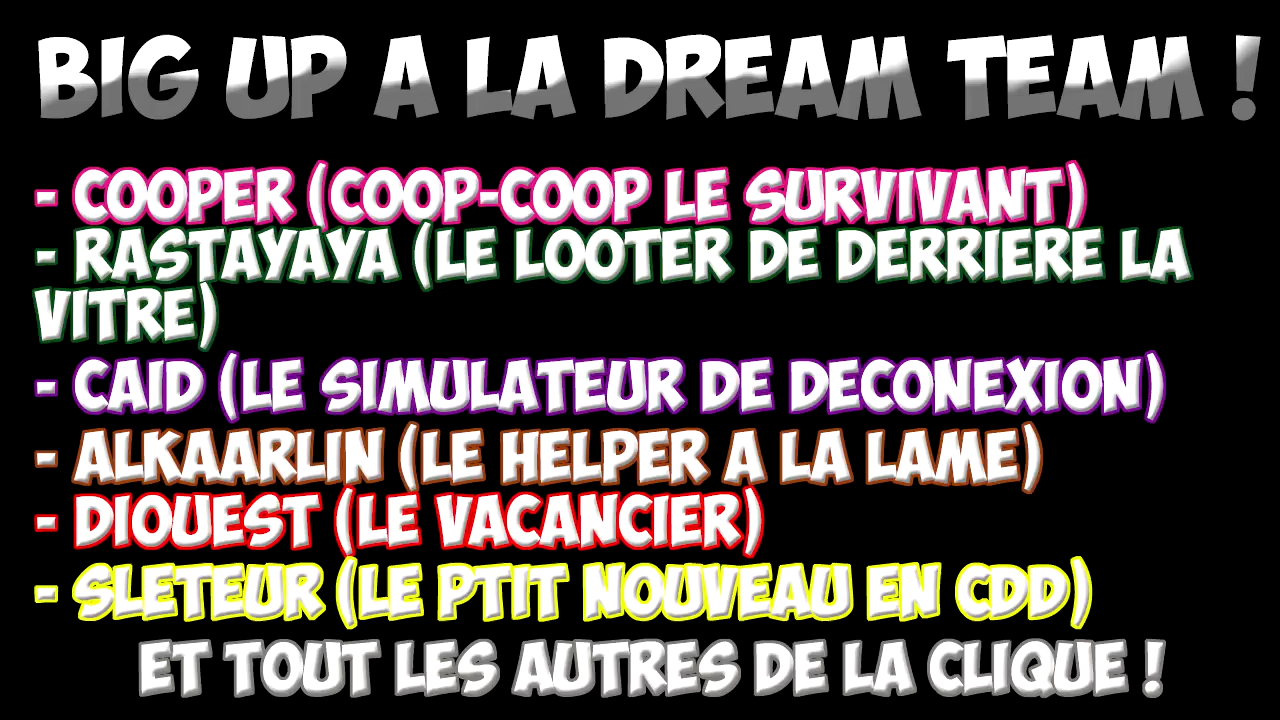 BIG UP A LA DREAM TEAM !
- COOPER (COOP-COOP LE SURVIVANT)
- RASTAYAYA (LE LOOTER DE DERRIERE LA
VITRE)
- CAID (LE SIMULATEUR DE DECONEXION)
- ALKAARLIN (LE HELPER A LA LAME)
- DIOUEST (LE VACANCIER)
- SLETEUR (LE PTIT NOUVEAU EN CDD)
ET TOUT LES AUTRES DE LA CLIQUE !